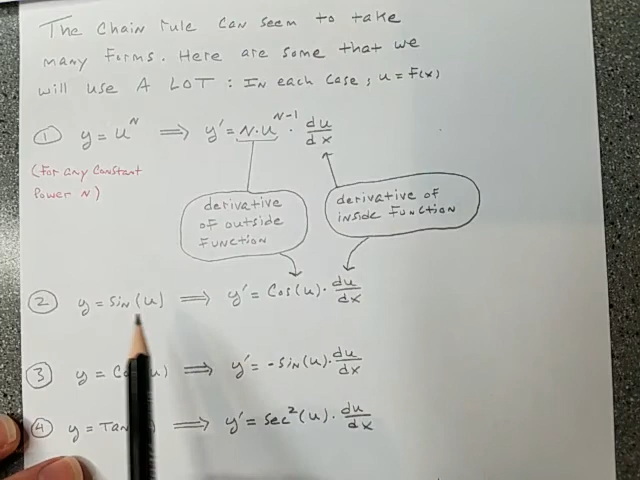 The chain rule can seem to take
many forms. Here are some that we
will use A LOT: In each case, u = F(x)
① y = u^N ⟹ y' = N·u^(N-1) · du/dx
(For any constant
Power N)
derivative
of outside
Function
derivative of
inside Function
② y = sin(u) ⟹ y' = cos(u) · du/dx
③ y = ⟹ y' = -sin(u) · du/dx
④ y = Tan ⟹ y' = sec²(u) · du/dx